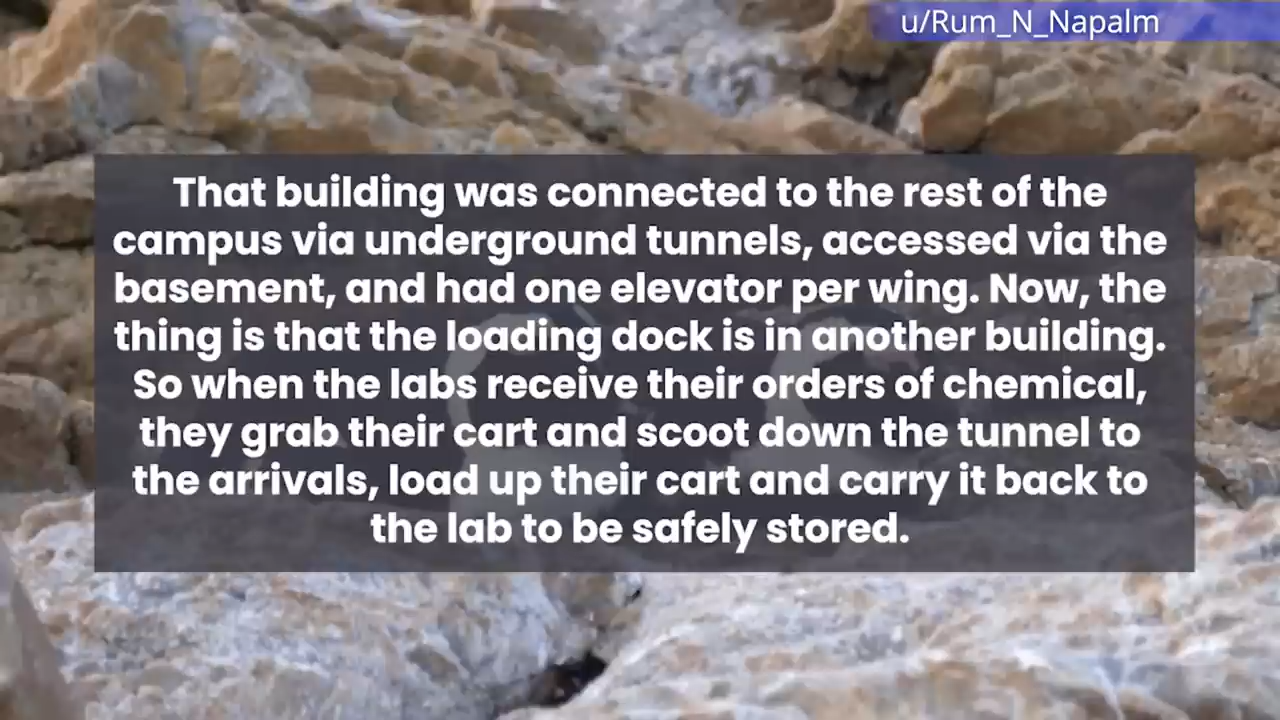 u/Rum_N_Napalm
That building was connected to the rest of the
campus via underground tunnels, accessed via the
basement, and had one elevator per wing. Now, the
thing is that the loading dock is in another building.
So when the labs receive their orders of chemical,
they grab their cart and scoot down the tunnel to
the arrivals, load up their cart and carry it back to
the lab to be safely stored.